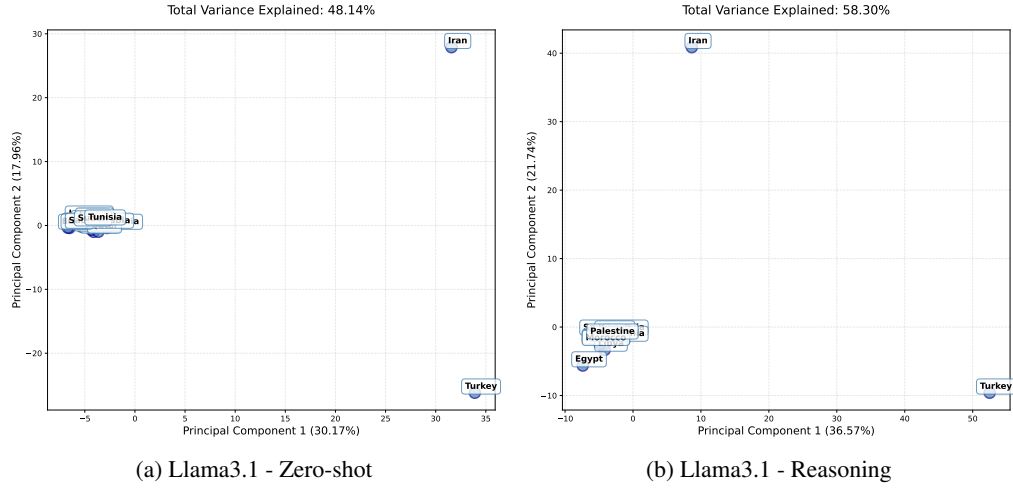 Total Variance Explained: 48.14%
Principal Component 2 (17.96%)
30
20
10
0
−10
−20
Iran
Tunisia
Turkey
−5
0
5
10
15
20
25
30
35
Principal Component 1 (30.17%)
(a) Llama3.1 - Zero-shot
Total Variance Explained: 58.30%
Principal Component 2 (21.74%)
40
30
20
10
0
−10
Iran
Palestine
Egypt
Turkey
−10
0
10
20
30
40
50
Principal Component 1 (36.57%)
(b) Llama3.1 - Reasoning